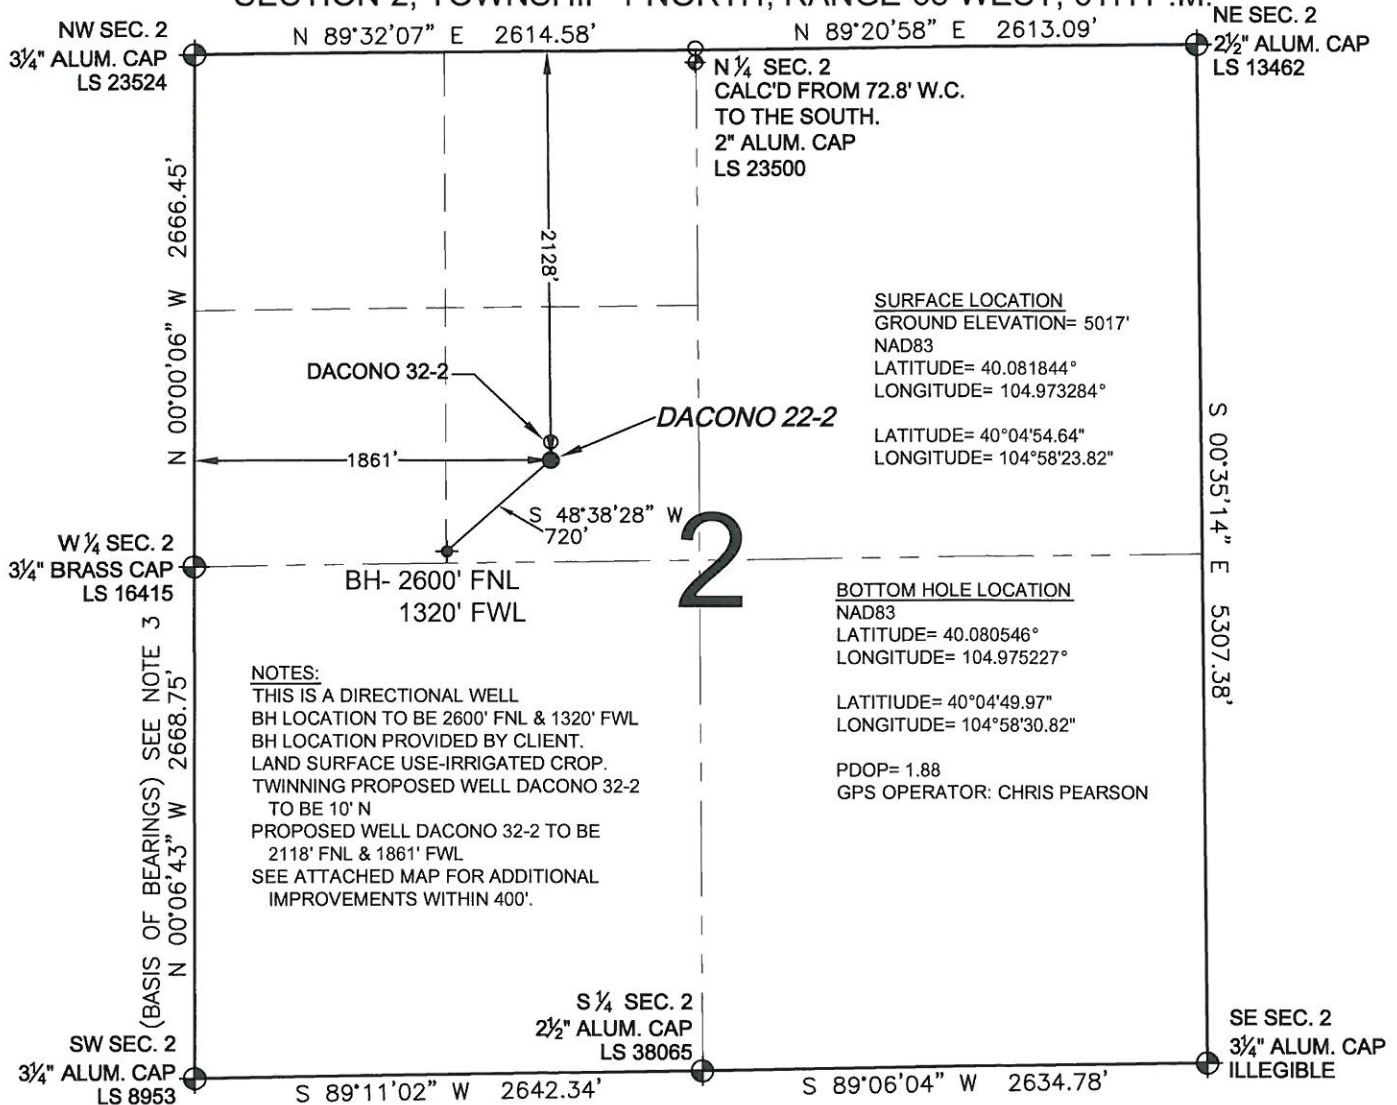 NW SEC. 2
3¼" ALUM. CAP
LS 23524
N 89°32'07" E 2614.58'
N 89°20'58" E 2613.09'
NE SEC. 2
2½" ALUM. CAP
LS 13462
N ¼ SEC. 2
CALC'D FROM 72.8' W.C.
TO THE SOUTH.
2" ALUM. CAP
LS 23500
N 00°00'06" W 2666.45'
2128'
DACONO 32-2
DACONO 22-2
1861'
S 48°38'28" W
720'
SURFACE LOCATION
GROUND ELEVATION= 5017'
NAD83
LATITUDE= 40.081844°
LONGITUDE= 104.973284°
LATITUDE= 40°04'54.64"
LONGITUDE= 104°58'23.82"
S 00°35'14" E 5307.38'
W ¼ SEC. 2
3¼" BRASS CAP
LS 16415
2
BH- 2600' FNL
1320' FWL
BOTTOM HOLE LOCATION
NAD83
LATITUDE= 40.080546°
LONGITUDE= 104.975227°
LATITIUDE= 40°04'49.97"
LONGITUDE= 104°58'30.82"
PDOP= 1.88
GPS OPERATOR: CHRIS PEARSON
NOTES:
THIS IS A DIRECTIONAL WELL
BH LOCATION TO BE 2600' FNL & 1320' FWL
BH LOCATION PROVIDED BY CLIENT.
LAND SURFACE USE-IRRIGATED CROP.
TWINNING PROPOSED WELL DACONO 32-2
TO BE 10' N
PROPOSED WELL DACONO 32-2 TO BE
2118' FNL & 1861' FWL
SEE ATTACHED MAP FOR ADDITIONAL
IMPROVEMENTS WITHIN 400'.
(BASIS OF BEARINGS) SEE NOTE 3
N 00°06'43" W 2668.75'
SW SEC. 2
3¼" ALUM. CAP
LS 8953
S 89°11'02" W 2642.34'
S ¼ SEC. 2
2½" ALUM. CAP
LS 38065
S 89°06'04" W 2634.78'
SE SEC. 2
3¼" ALUM. CAP
ILLEGIBLE